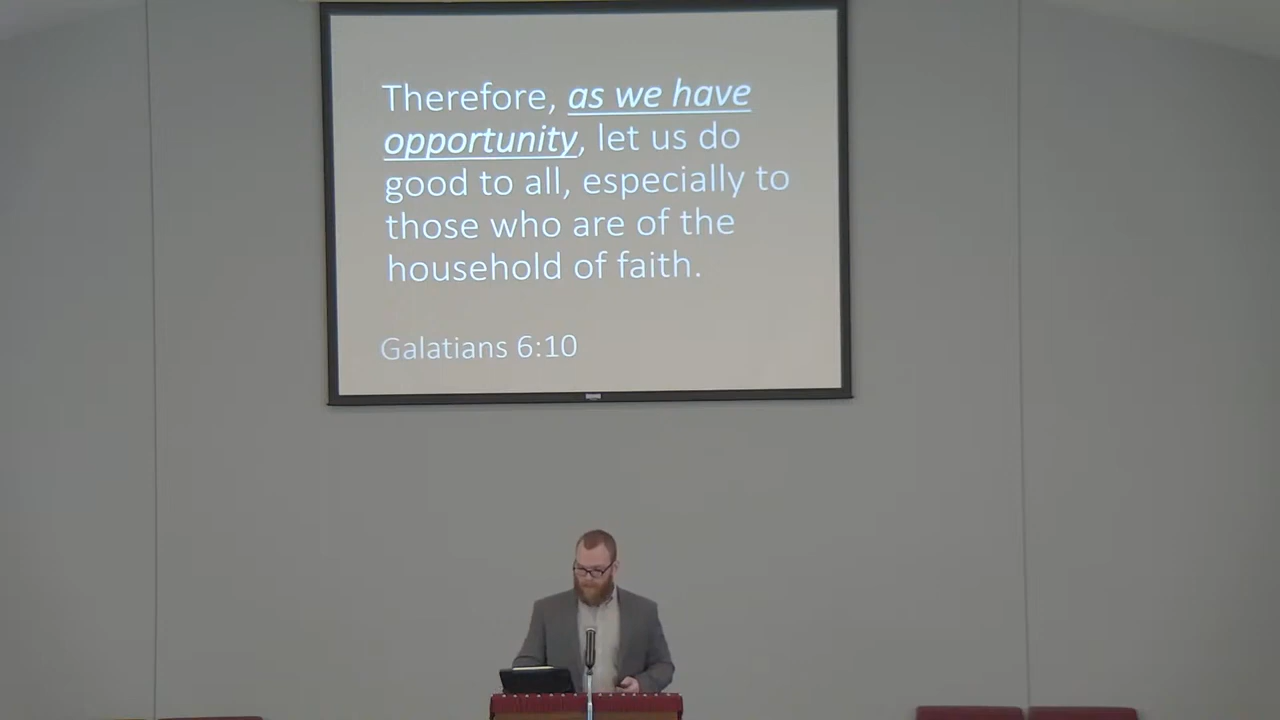 Therefore, as we have
opportunity, let us do
good to all, especially to
those who are of the
household of faith.
Galatians 6:10